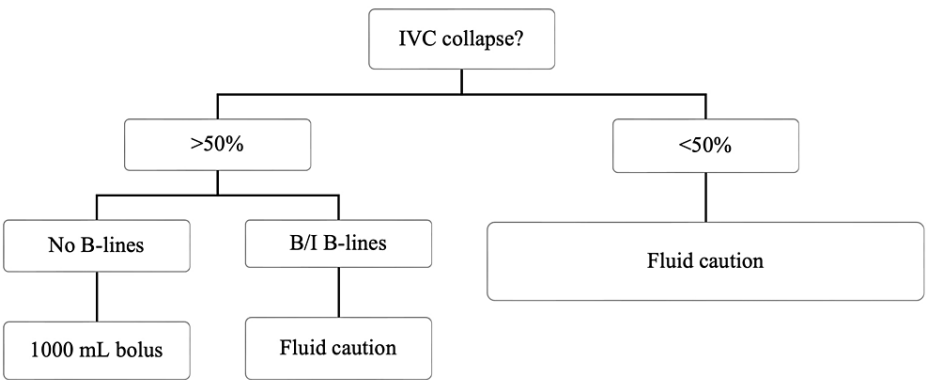 IVC collapse?
>50%
<50%
No B-lines
B/I B-lines
Fluid caution
1000 mL bolus
Fluid caution